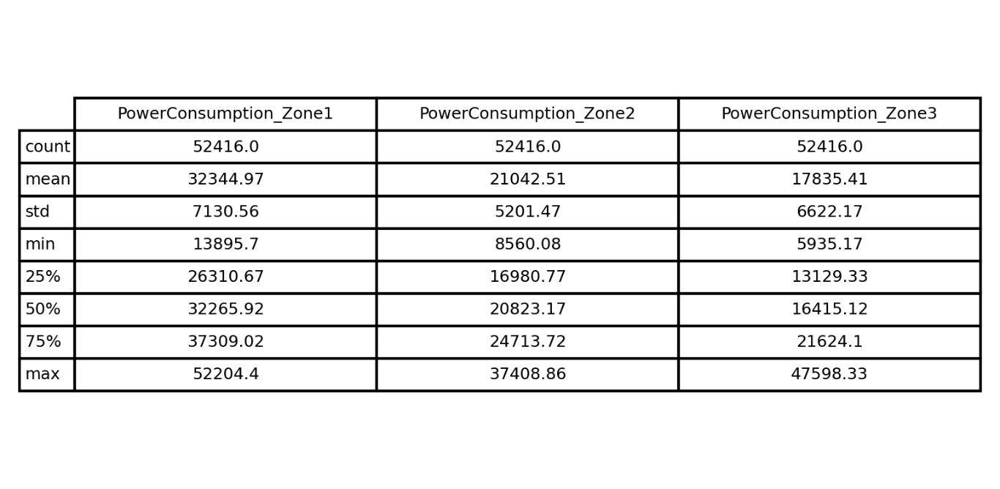 PowerConsumption_Zone1 PowerConsumption_Zone2 PowerConsumption_Zone3
count 52416.0 52416.0 52416.0
mean 32344.97 21042.51 17835.41
std 7130.56 5201.47 6622.17
min 13895.7 8560.08 5935.17
25% 26310.67 16980.77 13129.33
50% 32265.92 20823.17 16415.12
75% 37309.02 24713.72 21624.1
max 52204.4 37408.86 47598.33